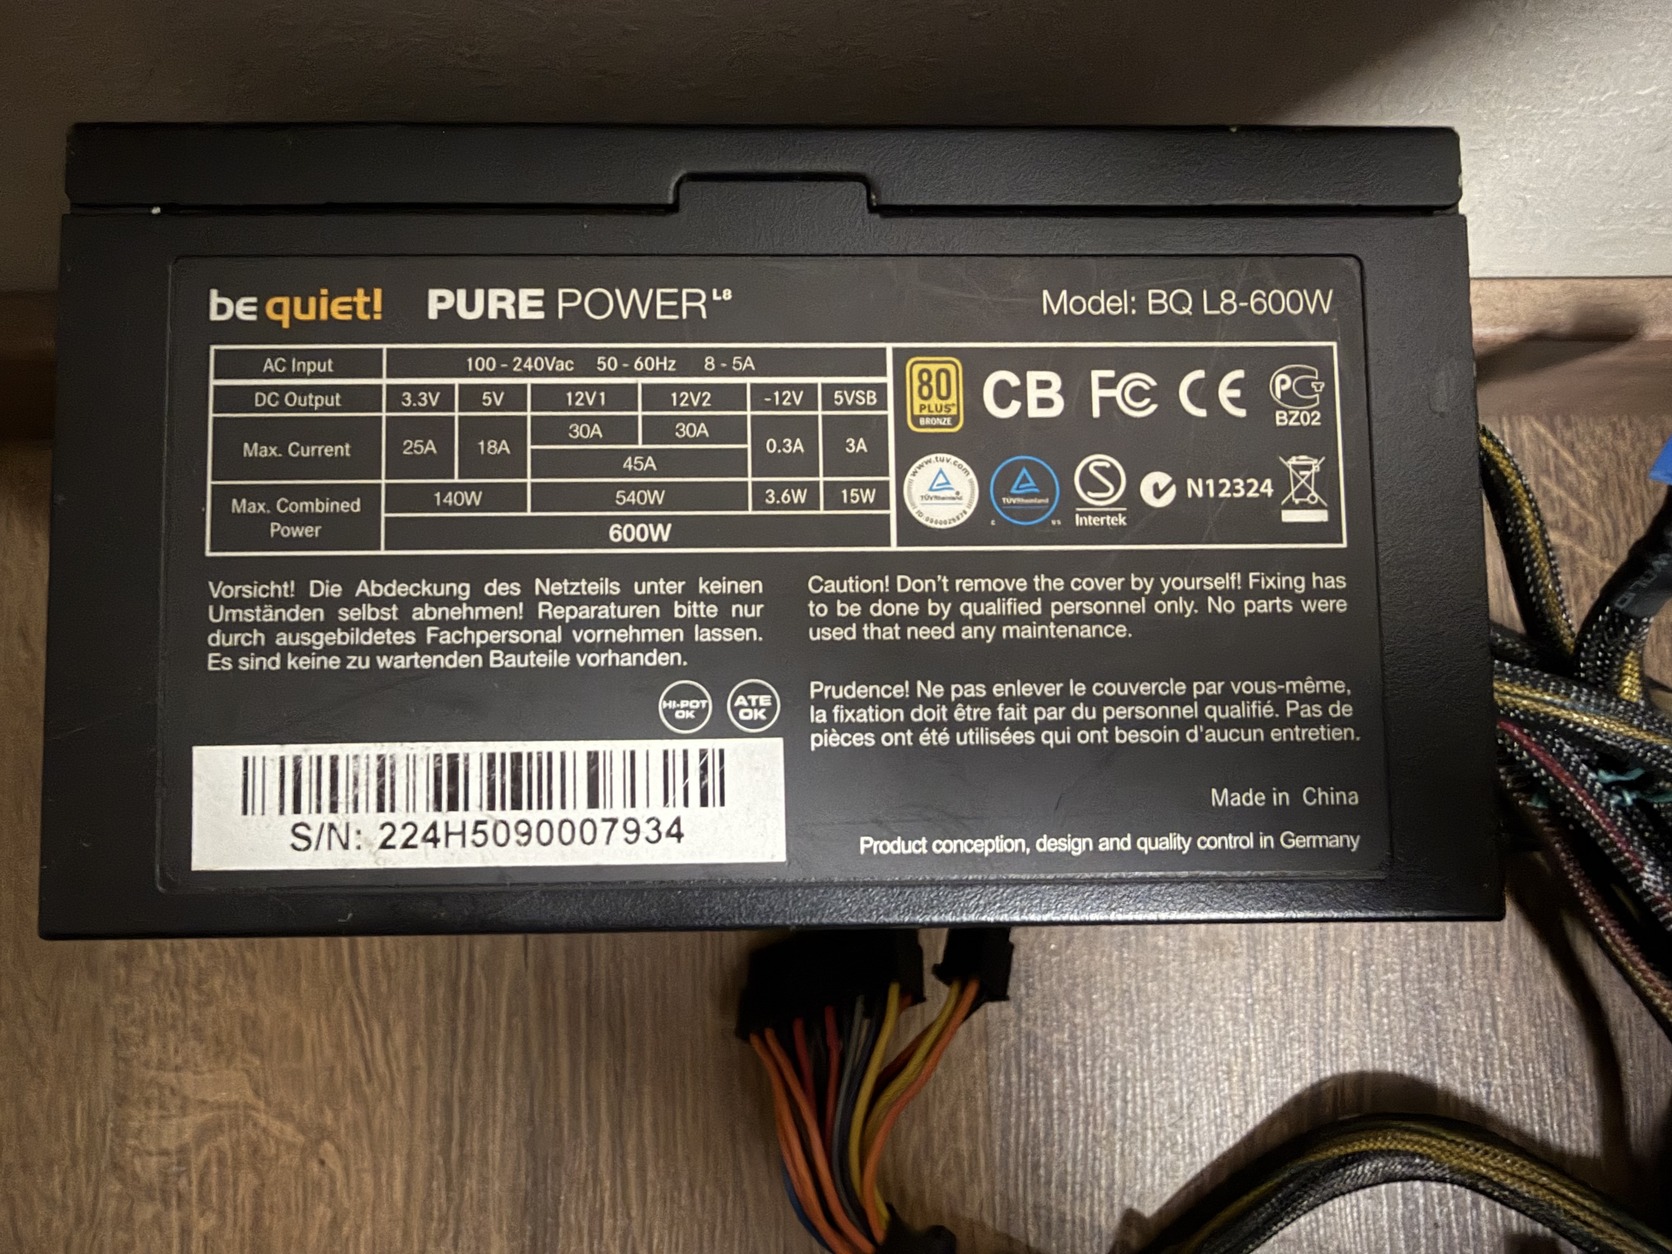 be quiet! PURE POWER L8 Model: BQ L8-600W
AC Input 100 - 240Vac 50 - 60Hz 8 - 5A
DC Output 3.3V 5V 12V1 12V2 -12V 5VSB
Max. Current 25A 18A 30A 30A 0.3A 3A
45A
Max. Combined Power 140W 540W 3.6W 15W
600W
80 PLUS BRONZE CB FC CE PC BZ02
www.tuv.com TÜVRheinland TÜVRheinland c us S Intertek N12324
Vorsicht! Die Abdeckung des Netzteils unter keinen
Umständen selbst abnehmen! Reparaturen bitte nur
durch ausgebildetes Fachpersonal vornehmen lassen.
Es sind keine zu wartenden Bauteile vorhanden.
Caution! Don't remove the cover by yourself! Fixing has
to be done by qualified personnel only. No parts were
used that need any maintenance.
HI-POT OK ATE OK
Prudence! Ne pas enlever le couvercle par vous-même,
la fixation doit être fait par du personnel qualifié. Pas de
pièces ont été utilisées qui ont besoin d'aucun entretien.
S/N: 224H5090007934
Made in China
Product conception, design and quality control in Germany